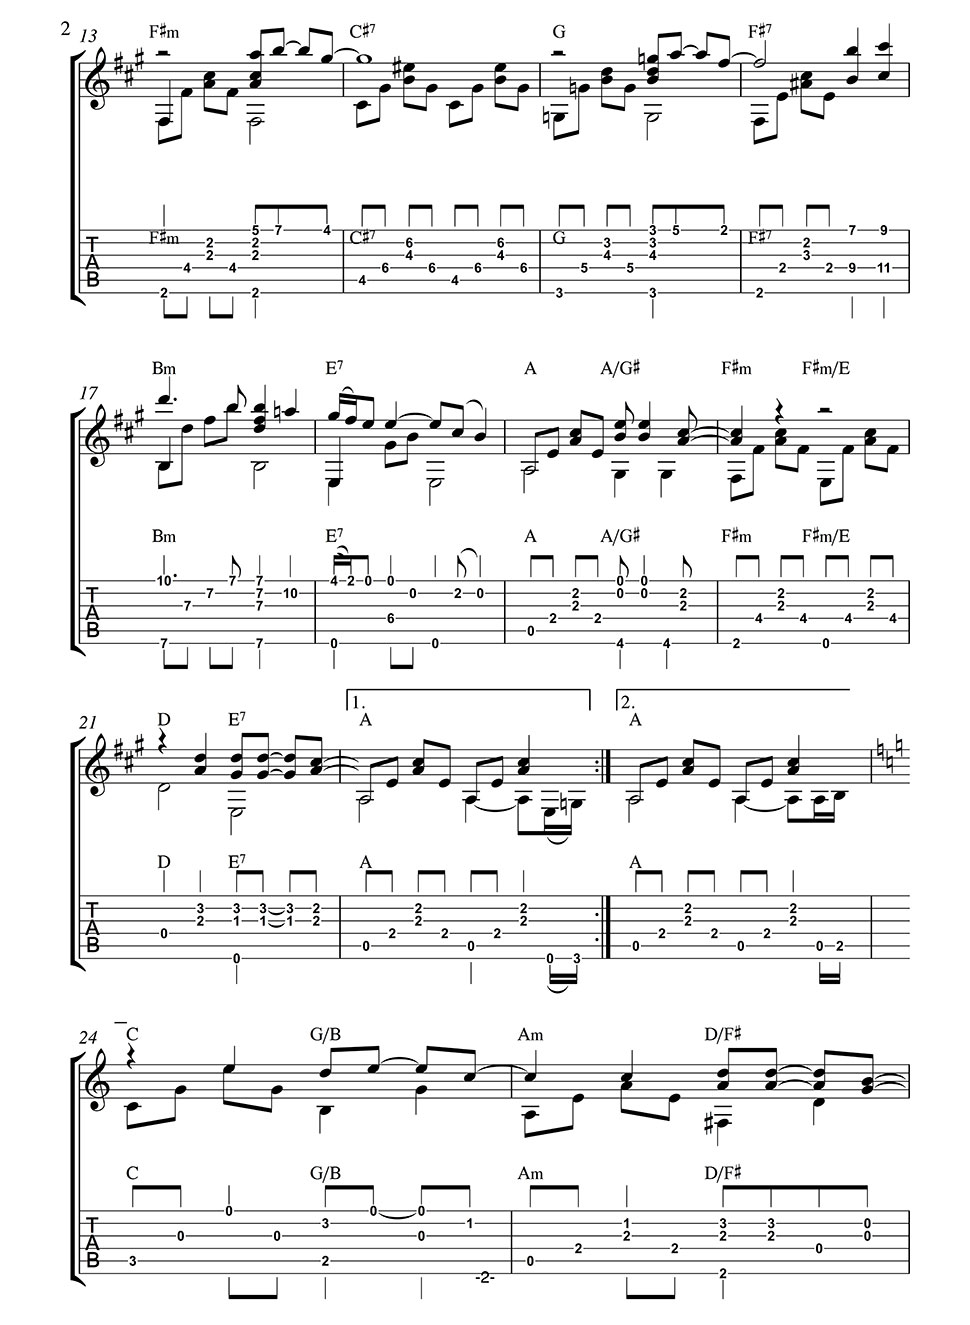 2
13 F♯m C♯7 G F♯7
F♯m C♯7 G F♯7
5 7 4 3 5 2 7 9
2 2 6 6 3 3 2
2 2 4 4 4 4 3
4 4 6 6 6 6 5 5 2 2 9 11
4 4
2 2 3 3 2
T
A
B
17 Bm E7 A A/G♯ F♯m F♯m/E
Bm E7 A A/G♯ F♯m F♯m/E
10 7 7 4 2 0 0 0 0
7 7 10 0 2 0 2 0 0 2 2 2
7 7 2 2 2 2
6 2 2 4 4 4 4
0
7 7 0 0 4 4 2 0
T
A
B
1. 2.
21 D E7 A A
D E7 A A
3 3 3 3 2 2 2 2 2
2 1 1 1 2 2 2 2 2
0 2 2 2 2 2 2
0 0 0 0 0 2
0 0 3
T
A
B
24 C G/B Am D/F♯
C G/B Am D/F♯
0 0 0
3 1 1 3 3 0
0 0 0 2 2 2 0
2 2 0
3 2 0
2
T
A
B
-2-